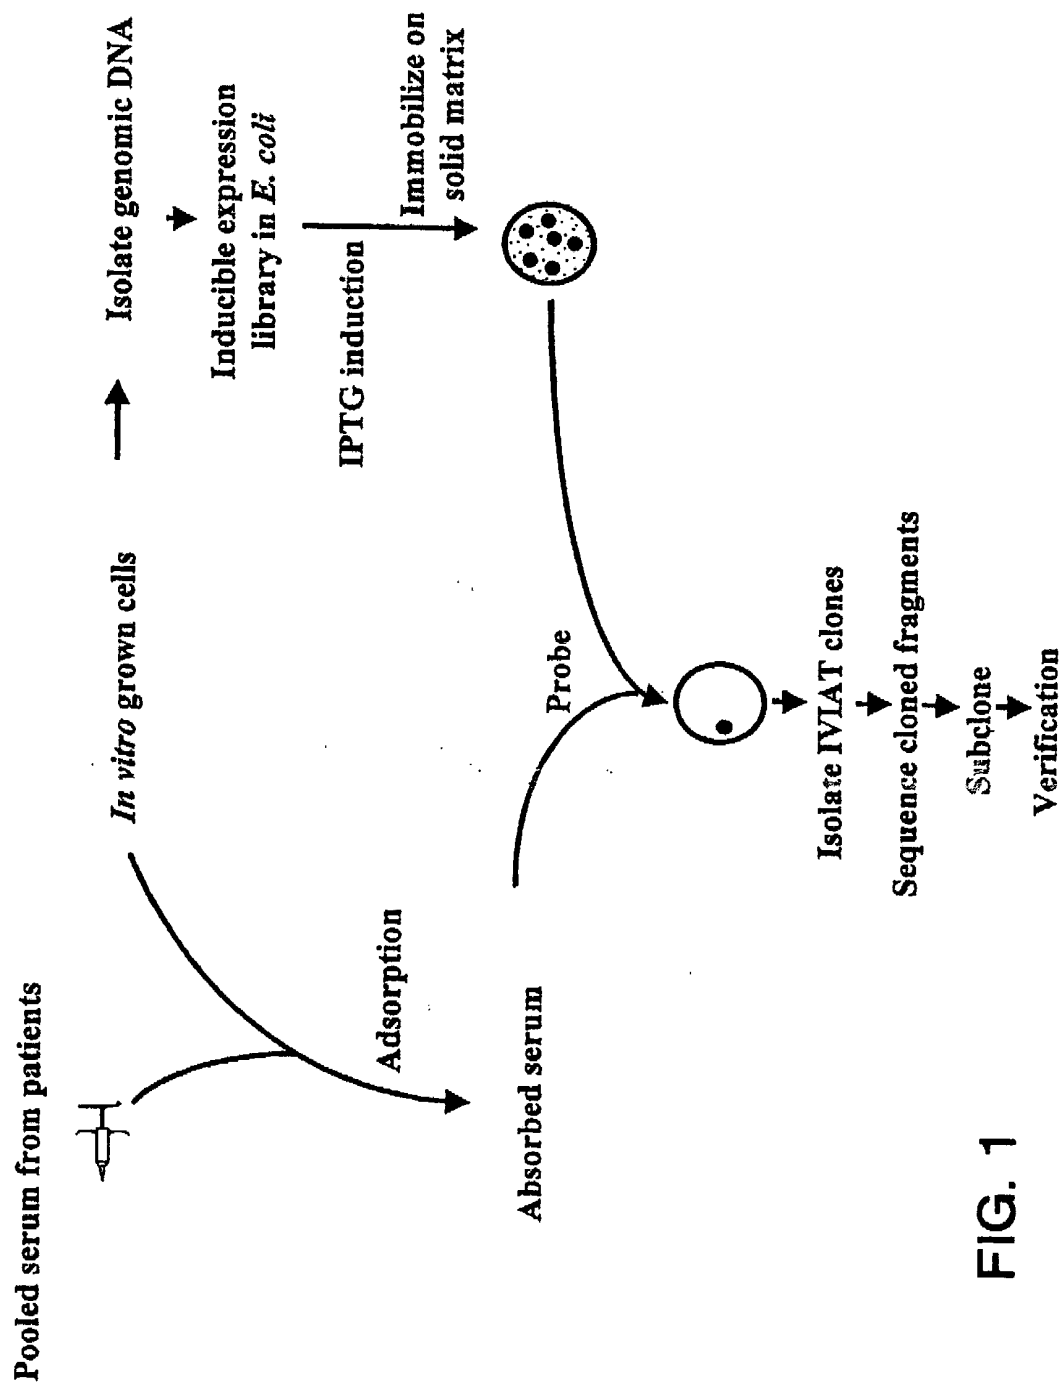 Pooled serum from patients
In vitro grown cells
Isolate genomic DNA
Inducible expression
library in E. coli
IPTG induction
Immobilize on
solid matrix
Adsorption
Absorbed serum
Probe
Isolate IVIAT clones
Sequence cloned fragments
Subclone
Verification
FIG. 1